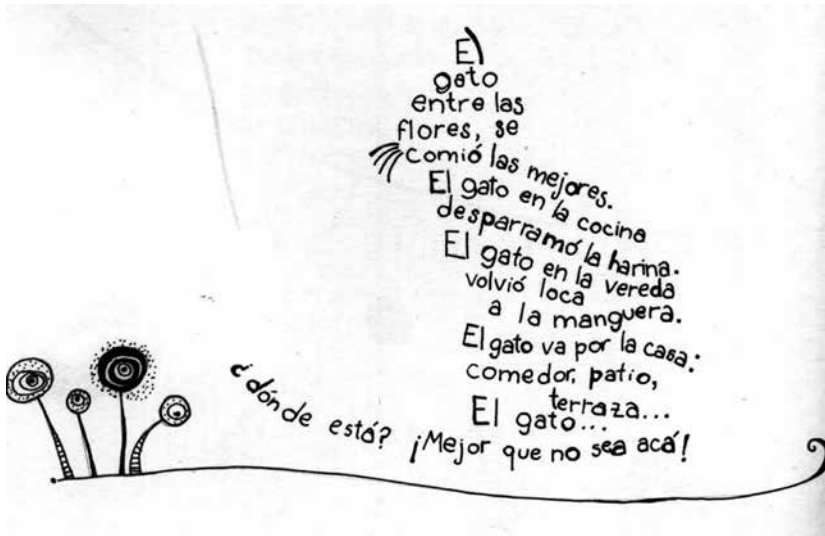 El
gato
entre las
flores, se
comió las mejores.
El gato en la cocina
desparramó la harina.
El gato en la vereda
volvió loca
a la manguera.
El gato va por la casa:
comedor, patio,
terraza...
El gato...
¿dónde está? ¡Mejor que no sea acá!